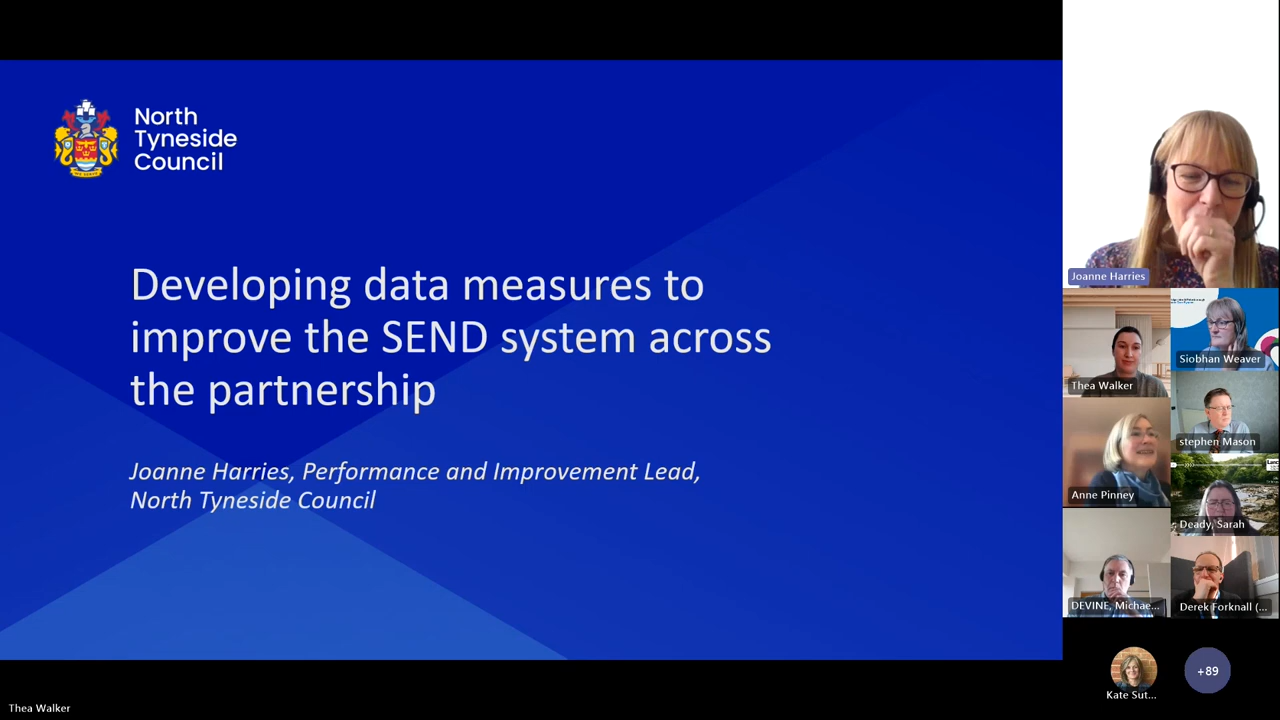 North
Tyneside
Council
Developing data measures to
improve the SEND system across
the partnership
Joanne Harries, Performance and Improvement Lead,
North Tyneside Council
Joanne Harries
Thea Walker
Siobhan Weaver
stephen Mason
Anne Pinney
Deady, Sarah
DEVINE, Michae...
Derek Forknall (...
Kate Sut...
+89
Thea Walker